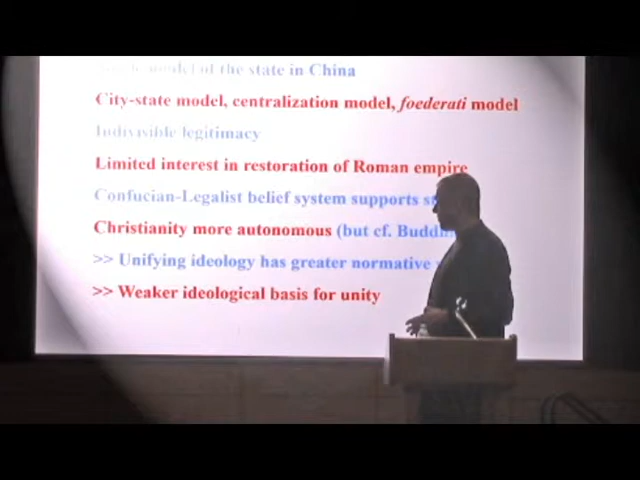 model of the state in China
City-state model, centralization model, foederati model
Indivisible legitimacy
Limited interest in restoration of Roman empire
Confucian-Legalist belief system supports
Christianity more autonomous (but cf.
>> Unifying ideology has greater normative
>> Weaker ideological basis for unity